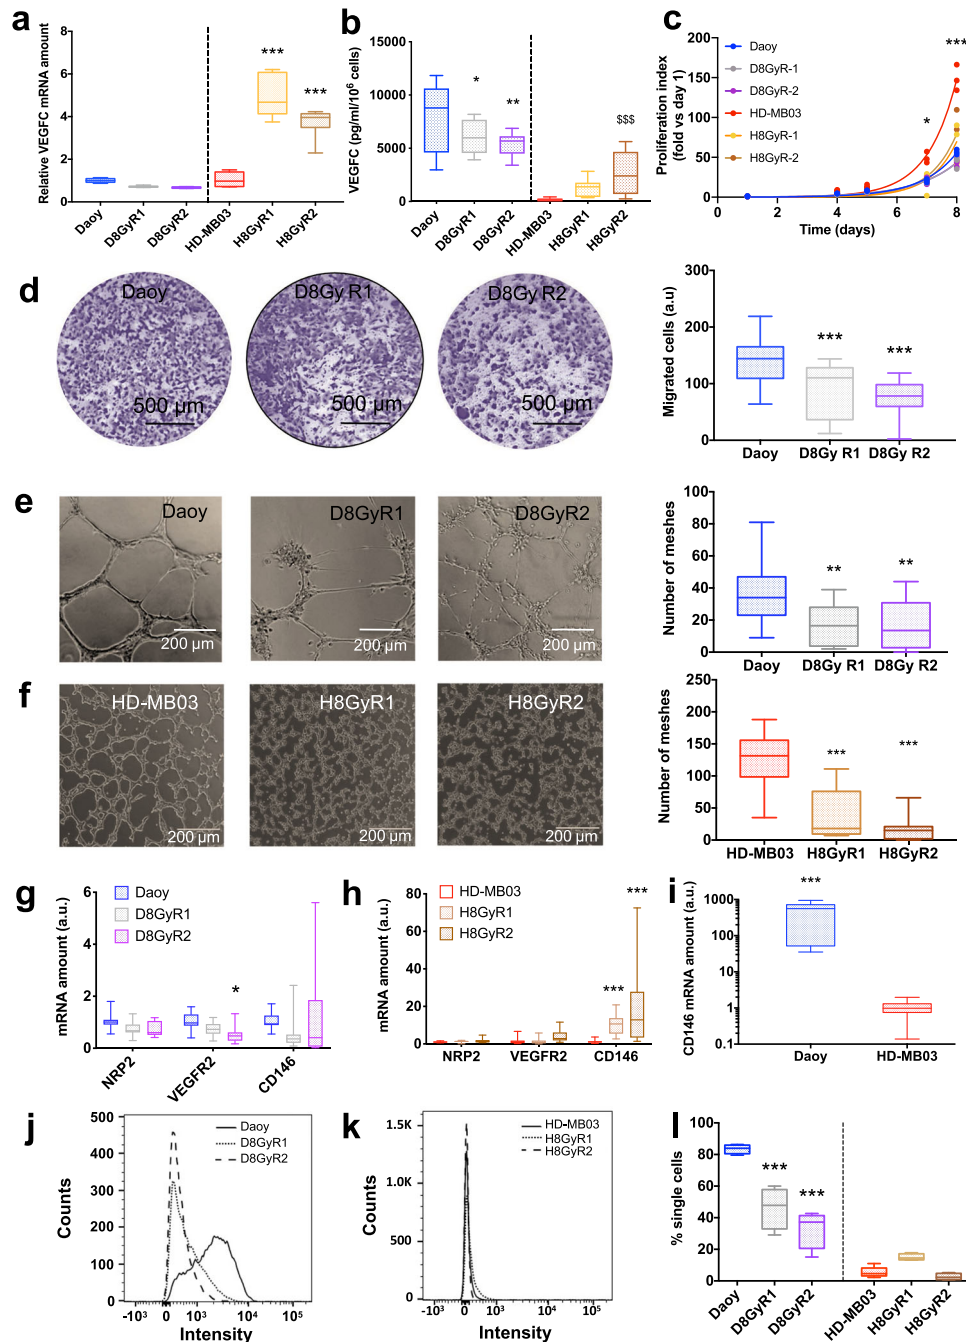 a
Relative VEGFC mRNA amount
8
6
4
2
0
***
***
Daoy
D8GyR1
D8GyR2
HD-MB03
H8GyR1
H8GyR2
b
VEGFC (pg/ml/10⁶ cells)
15000
10000
5000
0
*
**
$$$
Daoy
D8GyR1
D8GyR2
HD-MB03
H8GyR1
H8GyR2
c
Proliferation index
(fold vs day 1)
200
150
100
50
0
Daoy
D8GyR-1
D8GyR-2
HD-MB03
H8GyR-1
H8GyR-2
*
***
0 2 4 6 8
Time (days)
d
Daoy
500 µm
D8Gy R1
500 µm
D8Gy R2
500 µm
Migrated cells (a.u)
300
200
100
0
***
***
Daoy D8Gy R1 D8Gy R2
e
Daoy
200 µm
D8GyR1
200 µm
D8GyR2
200 µm
Number of meshes
100
80
60
40
20
0
**
**
Daoy D8Gy R1 D8Gy R2
f
HD-MB03
200 µm
H8GyR1
200 µm
H8GyR2
200 µm
Number of meshes
250
200
150
100
50
0
***
***
HD-MB03 H8GyR1 H8GyR2
g
mRNA amount (a.u.)
6
4
2
0
Daoy
D8GyR1
D8GyR2
*
NRP2
VEGFR2
CD146
h
mRNA amount (a.u.)
80
60
40
20
0
HD-MB03
H8GyR1
H8GyR2
***
***
NRP2 VEGFR2 CD146
i
CD146 mRNA amount (a.u.)
1000
100
10
1
0.1
***
Daoy HD-MB03
j
Counts
500
400
300
200
100
0
Daoy
D8GyR1
D8GyR2
-10³ 0 10³ 10⁴ 10⁵
Intensity
k
Counts
1.5K
1.0K
500
0
HD-MB03
H8GyR1
H8GyR2
-10³ 0 10³ 10⁴ 10⁵
Intensity
l
% single cells
100
80
60
40
20
0
***
***
Daoy
D8GyR1
D8GyR2
HD-MB03
H8GyR1
H8GyR2